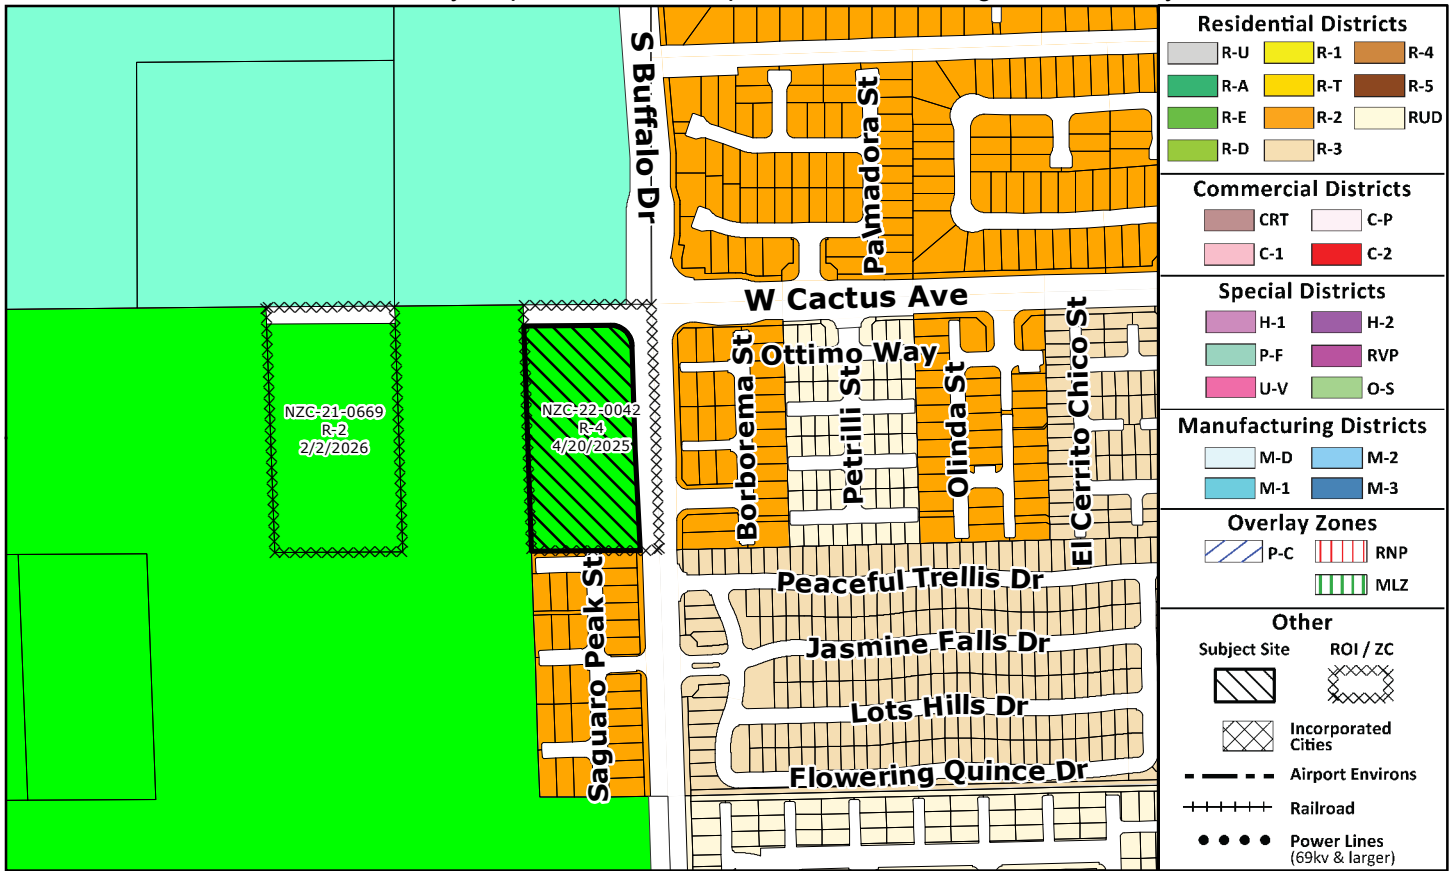 S Buffalo Dr
Palmadora St
W Cactus Ave
Ottimo Way
Borborema St
Petrilli St
Olinda St
El Cerrito Chico St
NZC-21-0669
R-2
2/2/2026
NZC-22-0042
R-4
4/20/2025
Saguaro Peak St
Peaceful Trellis Dr
Jasmine Falls Dr
Lots Hills Dr
Flowering Quince Dr
Residential Districts
R-U R-1 R-4
R-A R-T R-5
R-E R-2 RUD
R-D R-3
Commercial Districts
CRT C-P
C-1 C-2
Special Districts
H-1 H-2
P-F RVP
U-V O-S
Manufacturing Districts
M-D M-2
M-1 M-3
Overlay Zones
P-C RNP
MLZ
Other
Subject Site ROI / ZC
Incorporated
Cities
Airport Environs
Railroad
Power Lines
(69kv & larger)